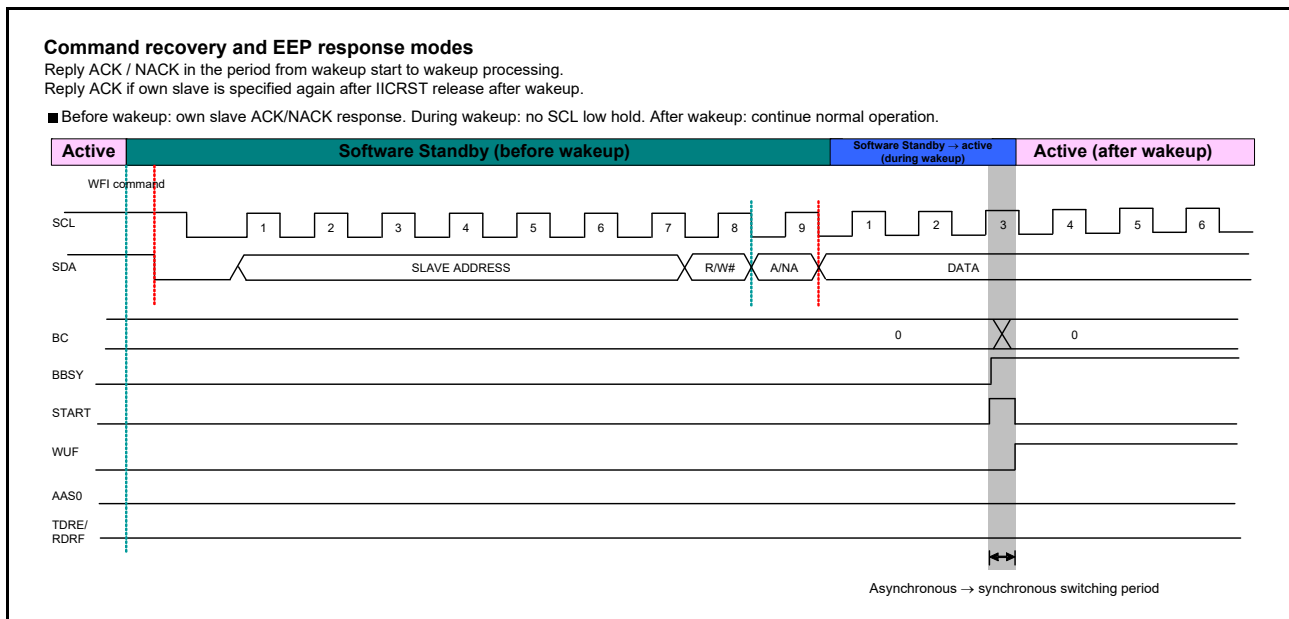 Command recovery and EEP response modes
Reply ACK / NACK in the period from wakeup start to wakeup processing.
Reply ACK if own slave is specified again after IICRST release after wakeup.
■ Before wakeup: own slave ACK/NACK response. During wakeup: no SCL low hold. After wakeup: continue normal operation.
Active
Software Standby (before wakeup)
Software Standby → active
(during wakeup)
Active (after wakeup)
WFI command
SCL
1 2 3 4 5 6 7 8 9 1 2 3 4 5 6
SDA
SLAVE ADDRESS
R/W#
A/NA
DATA
BC
0
0
BBSY
START
WUF
AAS0
TDRE/
RDRF
Asynchronous → synchronous switching period